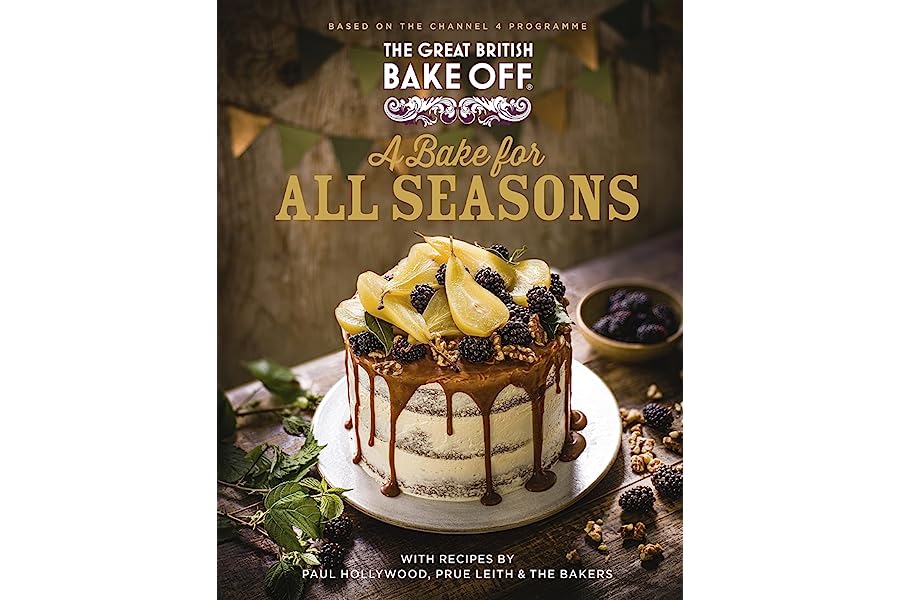 BASED ON THE CHANNEL 4 PROGRAMME
THE GREAT BRITISH
BAKE OFF®
A Bake for
ALL SEASONS
WITH RECIPES BY
PAUL HOLLYWOOD, PRUE LEITH & THE BAKERS